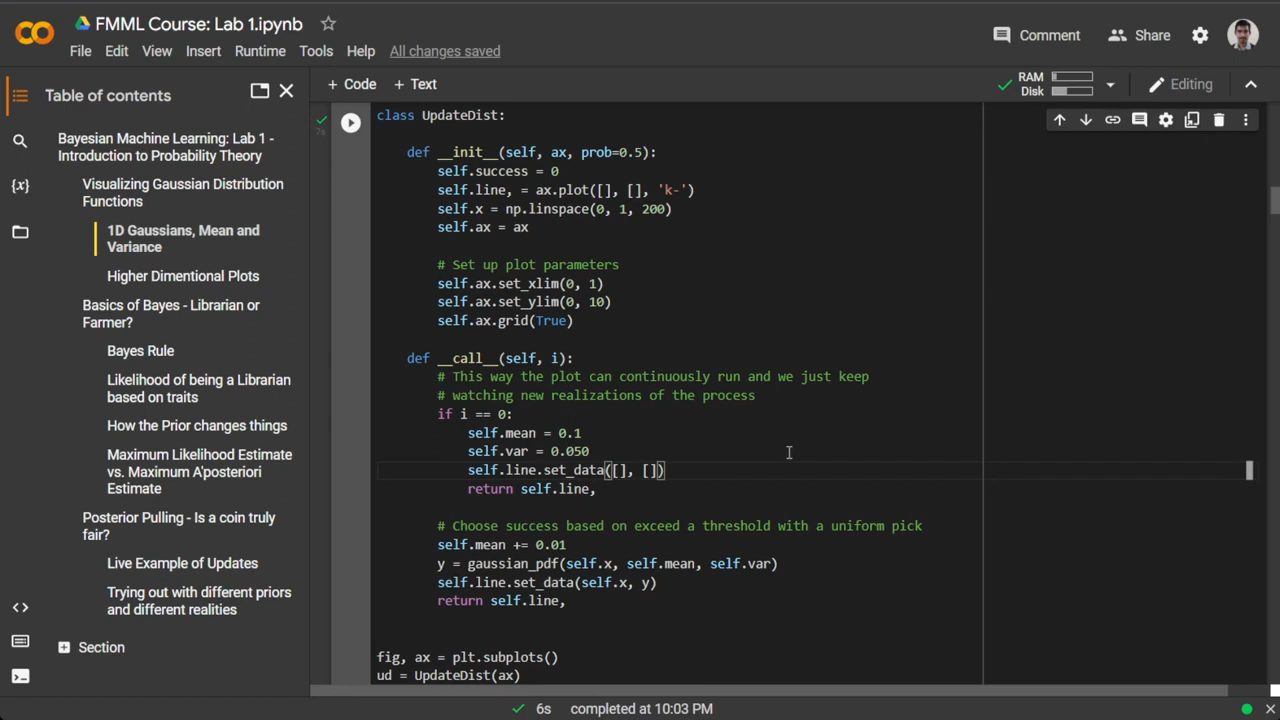 FMML Course: Lab 1.ipynb
File Edit View Insert Runtime Tools Help All changes saved
Comment Share
Table of contents
Bayesian Machine Learning: Lab 1 -
Introduction to Probability Theory
Visualizing Gaussian Distribution
Functions
1D Gaussians, Mean and
Variance
Higher Dimentional Plots
Basics of Bayes - Librarian or
Farmer?
Bayes Rule
Likelihood of being a Librarian
based on traits
How the Prior changes things
Maximum Likelihood Estimate
vs. Maximum A'posteriori
Estimate
Posterior Pulling - Is a coin truly
fair?
Live Example of Updates
Trying out with different priors
and different realities
Section
+ Code + Text
RAM
Disk
Editing
7s
class UpdateDist:
def __init__(self, ax, prob=0.5):
self.success = 0
self.line, = ax.plot([], [], 'k-')
self.x = np.linspace(0, 1, 200)
self.ax = ax
# Set up plot parameters
self.ax.set_xlim(0, 1)
self.ax.set_ylim(0, 10)
self.ax.grid(True)
def __call__(self, i):
# This way the plot can continuously run and we just keep
# watching new realizations of the process
if i == 0:
self.mean = 0.1
self.var = 0.050
self.line.set_data([], [])
return self.line,
# Choose success based on exceed a threshold with a uniform pick
self.mean += 0.01
y = gaussian_pdf(self.x, self.mean, self.var)
self.line.set_data(self.x, y)
return self.line,
fig, ax = plt.subplots()
ud = UpdateDist(ax)
6s completed at 10:03 PM